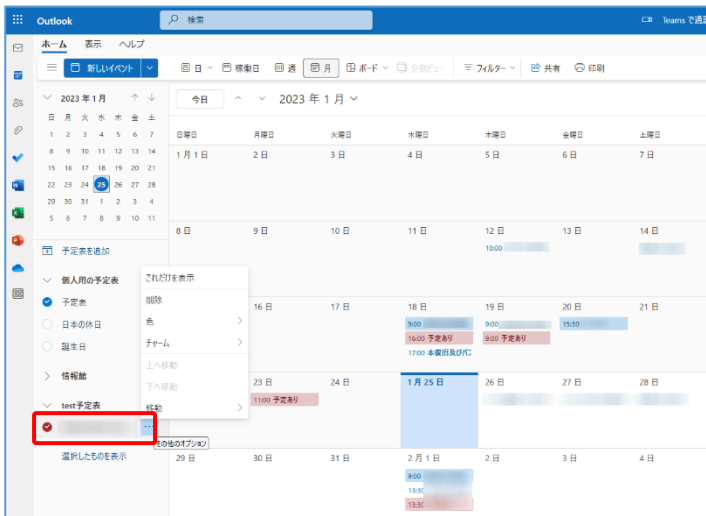 Outlook
検索
Teams で通話
ホーム 表示 ヘルプ
新しいイベント
日 稼働日 週 月 ボード 分割ビュー フィルター 共有 印刷
2023 年 1 月
日 月 火 水 木 金 土
1 2 3 4 5 6 7
8 9 10 11 12 13 14
15 16 17 18 19 20 21
22 23 24 25 26 27 28
29 30 31 1 2 3 4
5 6 7 8 9 10 11
予定表を追加
個人用の予定表
予定表
日本の休日
誕生日
情報館
test予定表
選択したものを表示
これだけを表示
削除
色
チャーム
上へ移動
下へ移動
移動
その他のオプション
今日 2023 年 1 月
日曜日 月曜日 火曜日 水曜日 木曜日 金曜日 土曜日
1 月 1 日 2 日 3 日 4 日 5 日 6 日 7 日
8 日 9 日 10 日 11 日 12 日 13 日 14 日
10:00
16 日 17 日 18 日 19 日 20 日 21 日
9:00 9:00 15:30
16:00 予定あり 9:00 予定あり
17:00 本復旧及び
23 日 24 日 1 月 25 日 26 日 27 日 28 日
11:00 予定あり
29 日 30 日 31 日 2 月 1 日 2 日 3 日 4 日
9:00
13:30
13:30